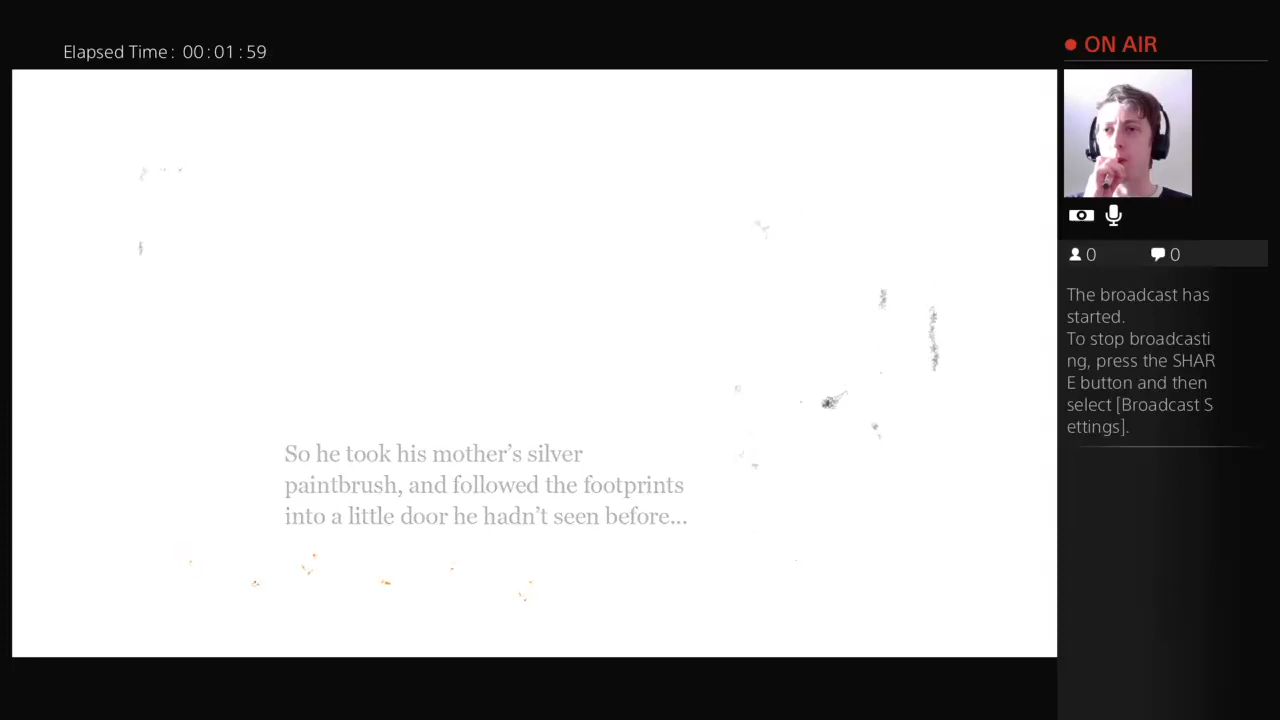 Elapsed Time: 00:01:59
ON AIR
0
0
The broadcast has
started.
To stop broadcasti
ng, press the SHAR
E button and then
select [Broadcast S
ettings].
So he took his mother’s silver
paintbrush, and followed the footprints
into a little door he hadn’t seen before...